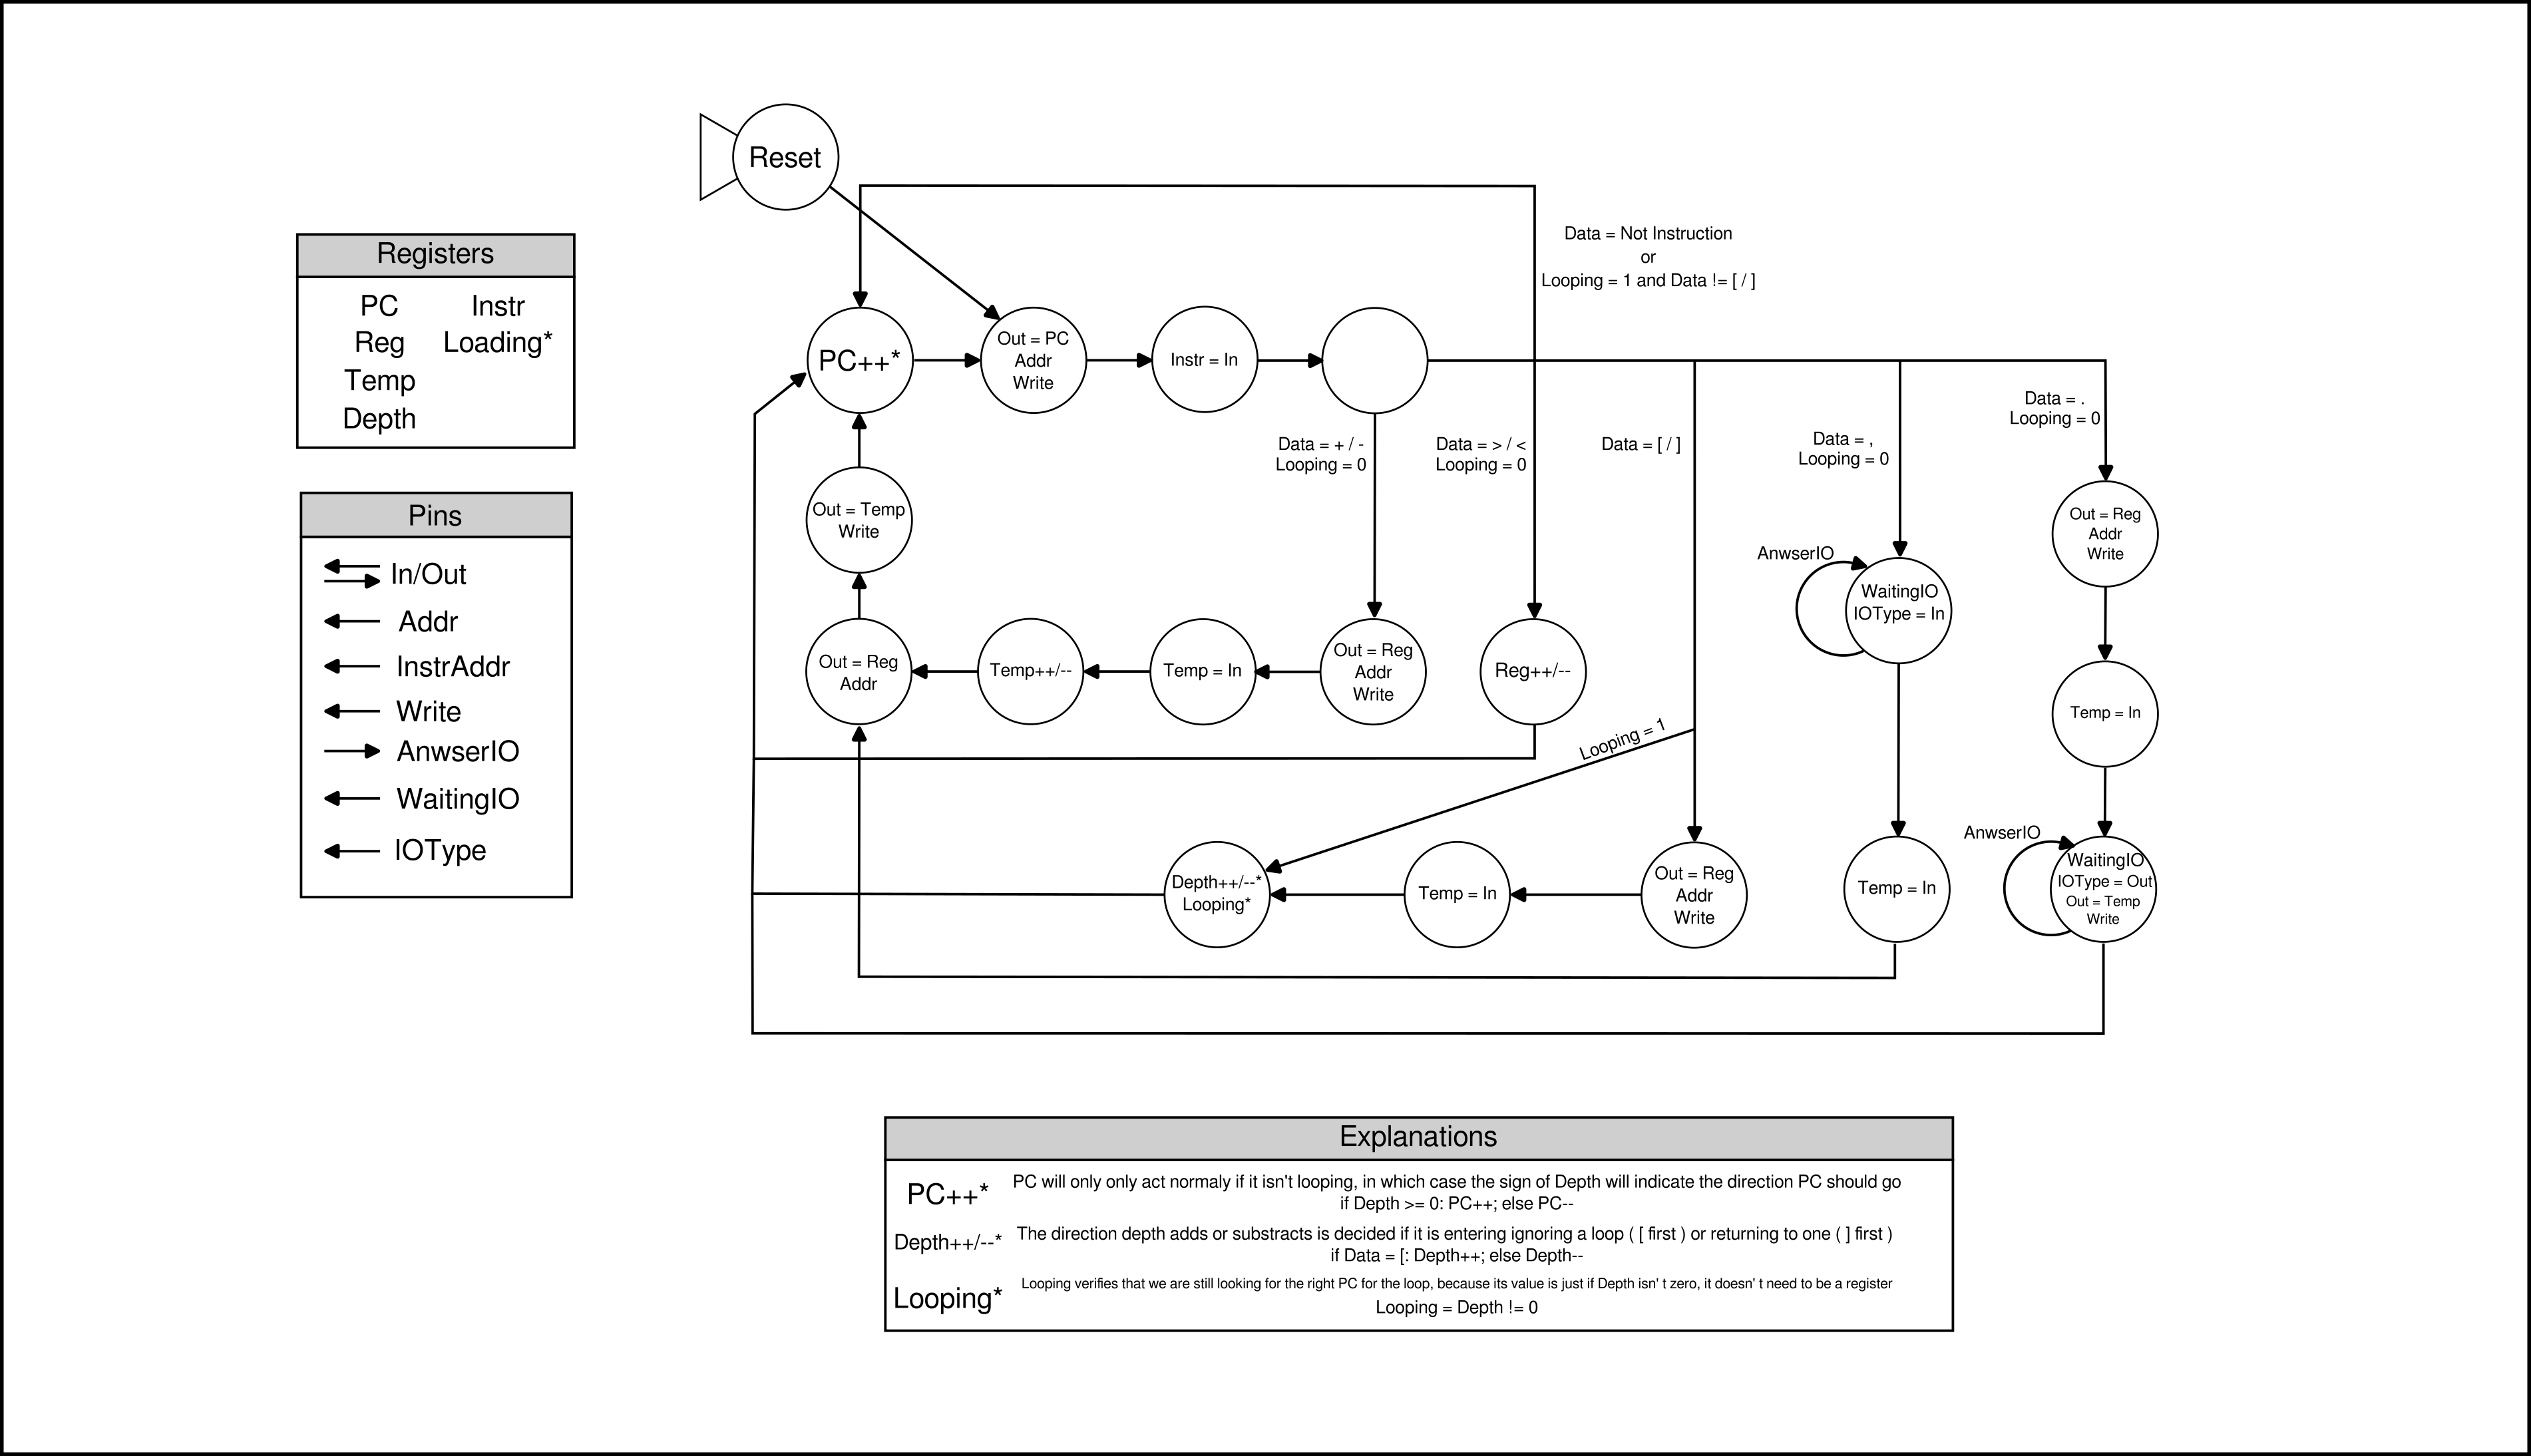 Reset
Data = Not Instruction
or
Looping = 1 and Data != [ / ]
Registers
PC
Instr
Reg
Loading*
Temp
Depth
PC++*
Out = PC
Addr
Write
Instr = In
Data = + / -
Looping = 0
Data = > / <
Looping = 0
Data = [ / ]
Data = ,
Looping = 0
Data = .
Looping = 0
Pins
In/Out
Addr
InstrAddr
Write
AnwserIO
WaitingIO
IOType
Out = Temp
Write
Out = Reg
Addr
Write
AnwserIO
WaitingIO
IOType = In
Out = Reg
Addr
Temp++/--
Temp = In
Out = Reg
Addr
Write
Reg++/--
Temp = In
Looping = 1
Depth++/--*
Looping*
Temp = In
Out = Reg
Addr
Write
Temp = In
AnwserIO
WaitingIO
IOType = Out
Out = Temp
Write
Explanations
PC++*
PC will only only act normaly if it isn't looping, in which case the sign of Depth will indicate the direction PC should go
if Depth >= 0: PC++; else PC--
Depth++/--*
The direction depth adds or substracts is decided if it is entering ignoring a loop ( [ first ) or returning to one ( ] first )
if Data = [: Depth++; else Depth--
Looping*
Looping verifies that we are still looking for the right PC for the loop, because its value is just if Depth isn' t zero, it doesn' t need to be a register
Looping = Depth != 0